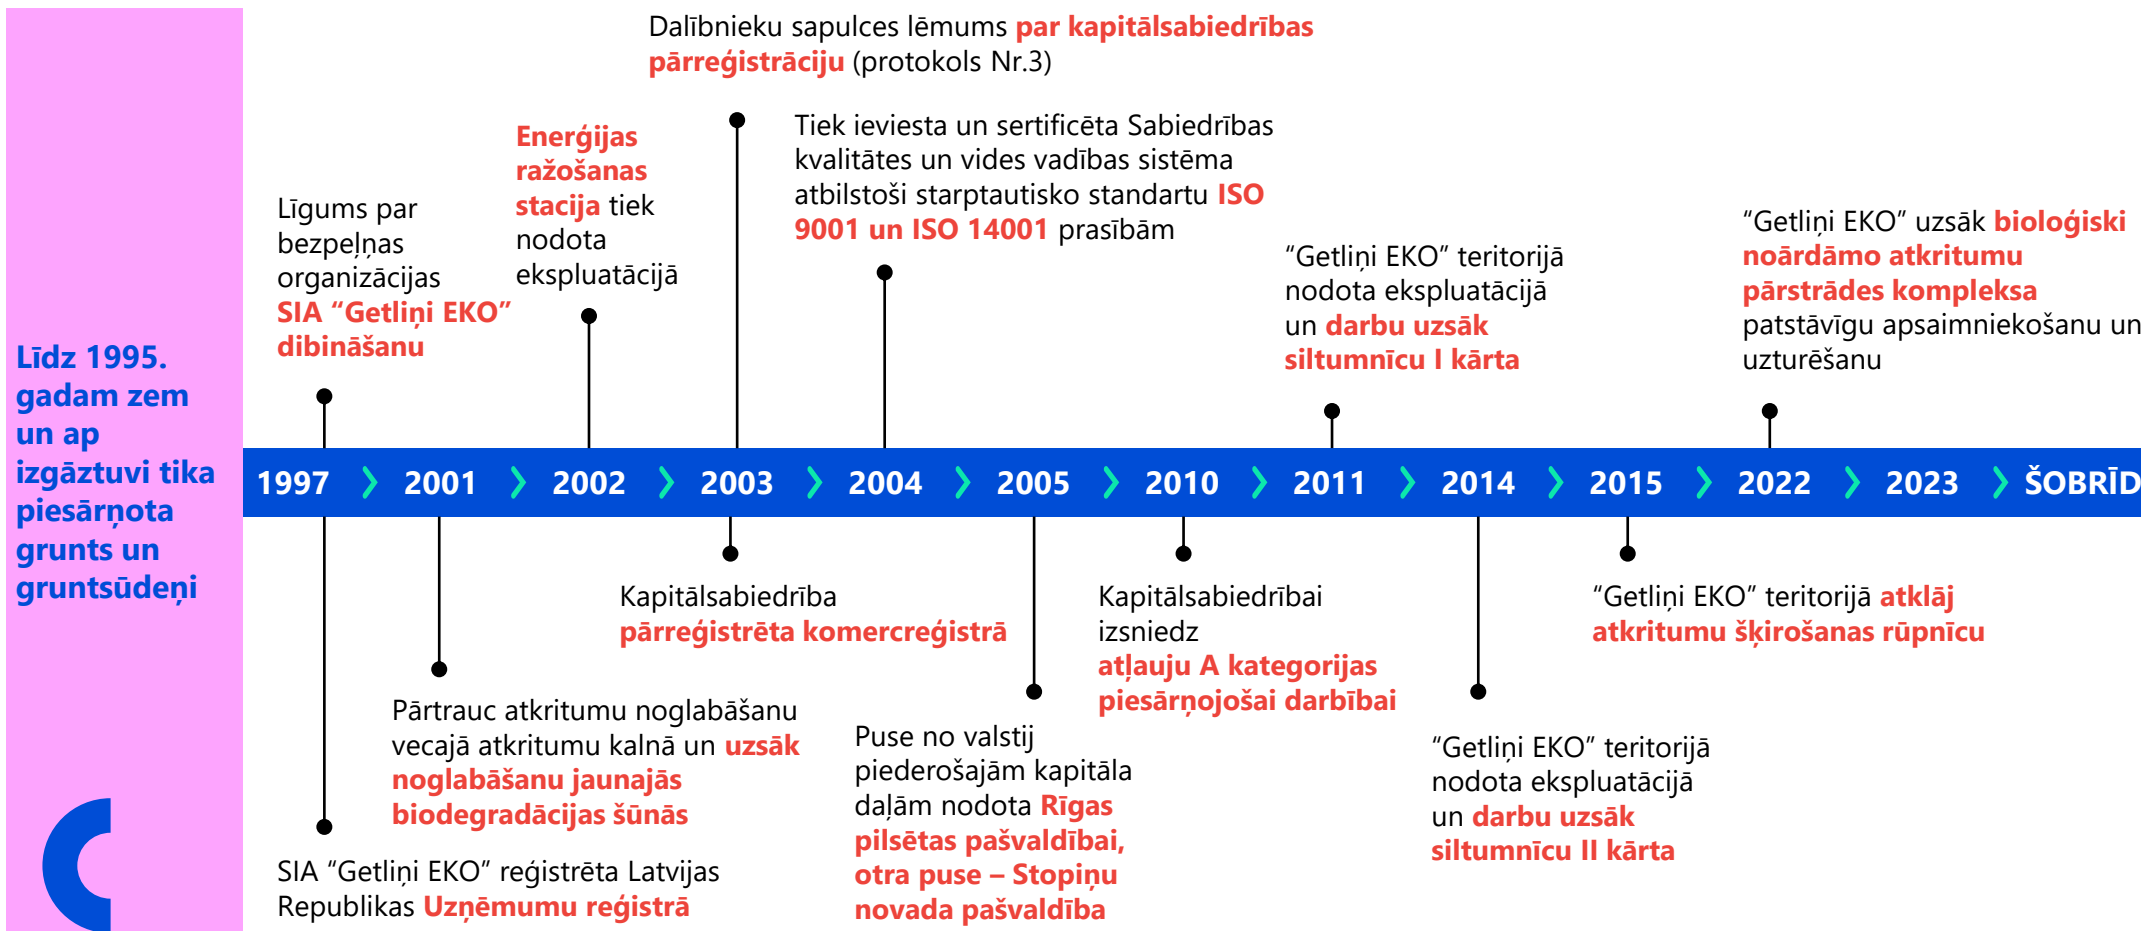 Līdz 1995.
gadam zem
un ap
izgāztuvi tika
piesārņota
grunts un
gruntsūdeņi
Līgums par
bezpeļņas
organizācijas
SIA “Getliņi EKO”
dibināšanu
Enerģijas
ražošanas
stacija tiek
nodota
ekspluatācijā
Dalībnieku sapulces lēmums par kapitālsabiedrības
pārreģistrāciju (protokols Nr.3)
Tiek ieviesta un sertificēta Sabiedrības
kvalitātes un vides vadības sistēma
atbilstoši starptautisko standartu ISO
9001 un ISO 14001 prasībām
“Getliņi EKO” teritorijā
nodota ekspluatācijā
un darbu uzsāk
siltumnīcu I kārta
“Getliņi EKO” uzsāk bioloģiski
noārdāmo atkritumu
pārstrādes kompleksa
patstāvīgu apsaimniekošanu un
uzturēšanu
1997 2001 2002 2003 2004 2005 2010 2011 2014 2015 2022 2023 ŠOBRĪD
SIA “Getliņi EKO” reģistrēta Latvijas
Republikas Uzņēmumu reģistrā
Pārtrauc atkritumu noglabāšanu
vecajā atkritumu kalnā un uzsāk
noglabāšanu jaunajās
biodegradācijas šūnās
Kapitālsabiedrība
pārreģistrēta komercreģistrā
Puse no valstij
piederošajām kapitāla
daļām nodota Rīgas
pilsētas pašvaldībai,
otra puse – Stopiņu
novada pašvaldība
Kapitālsabiedrībai
izsniedz
atļauju A kategorijas
piesārņojošai darbībai
“Getliņi EKO” teritorijā
nodota ekspluatācijā
un darbu uzsāk
siltumnīcu II kārta
“Getliņi EKO” teritorijā atklāj
atkritumu šķirošanas rūpnīcu